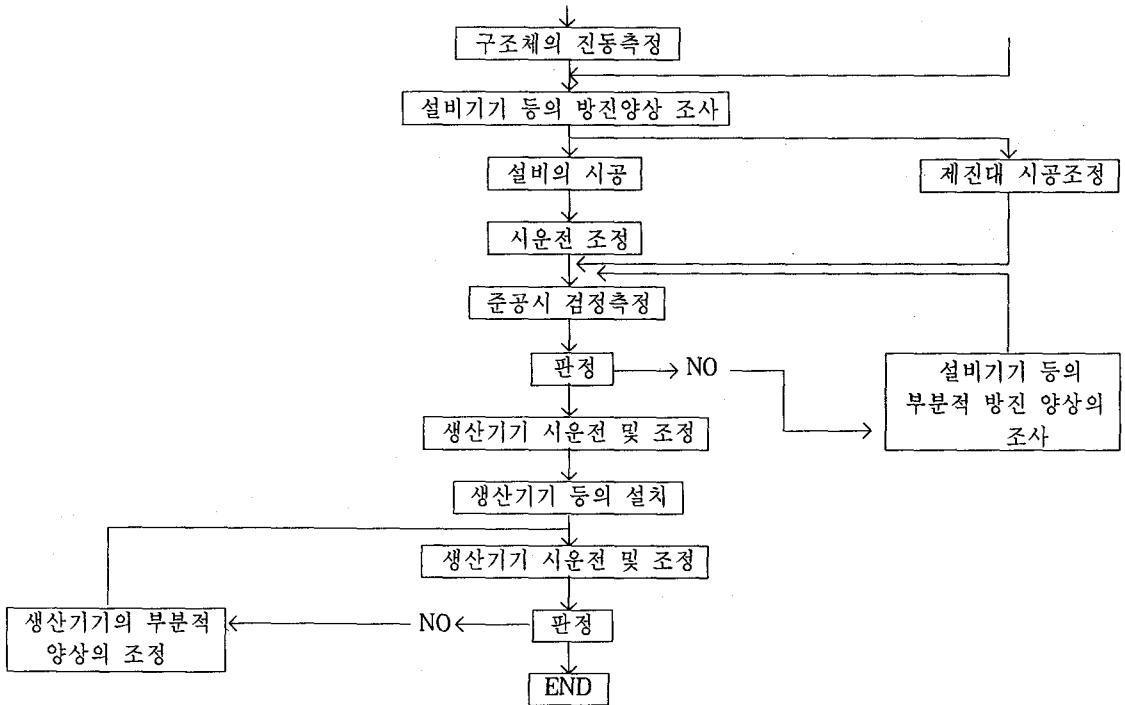 구조체의 진동측정
설비기기 등의 방진양상 조사
설비의 시공
제진대 시공조정
시운전 조정
준공시 검정측정
판정
NO
설비기기 등의
부분적 방진 양상의
조사
생산기기 시운전 및 조정
생산기기 등의 설치
생산기기 시운전 및 조정
생산기기의 부분적
양상의 조정
NO
판정
END